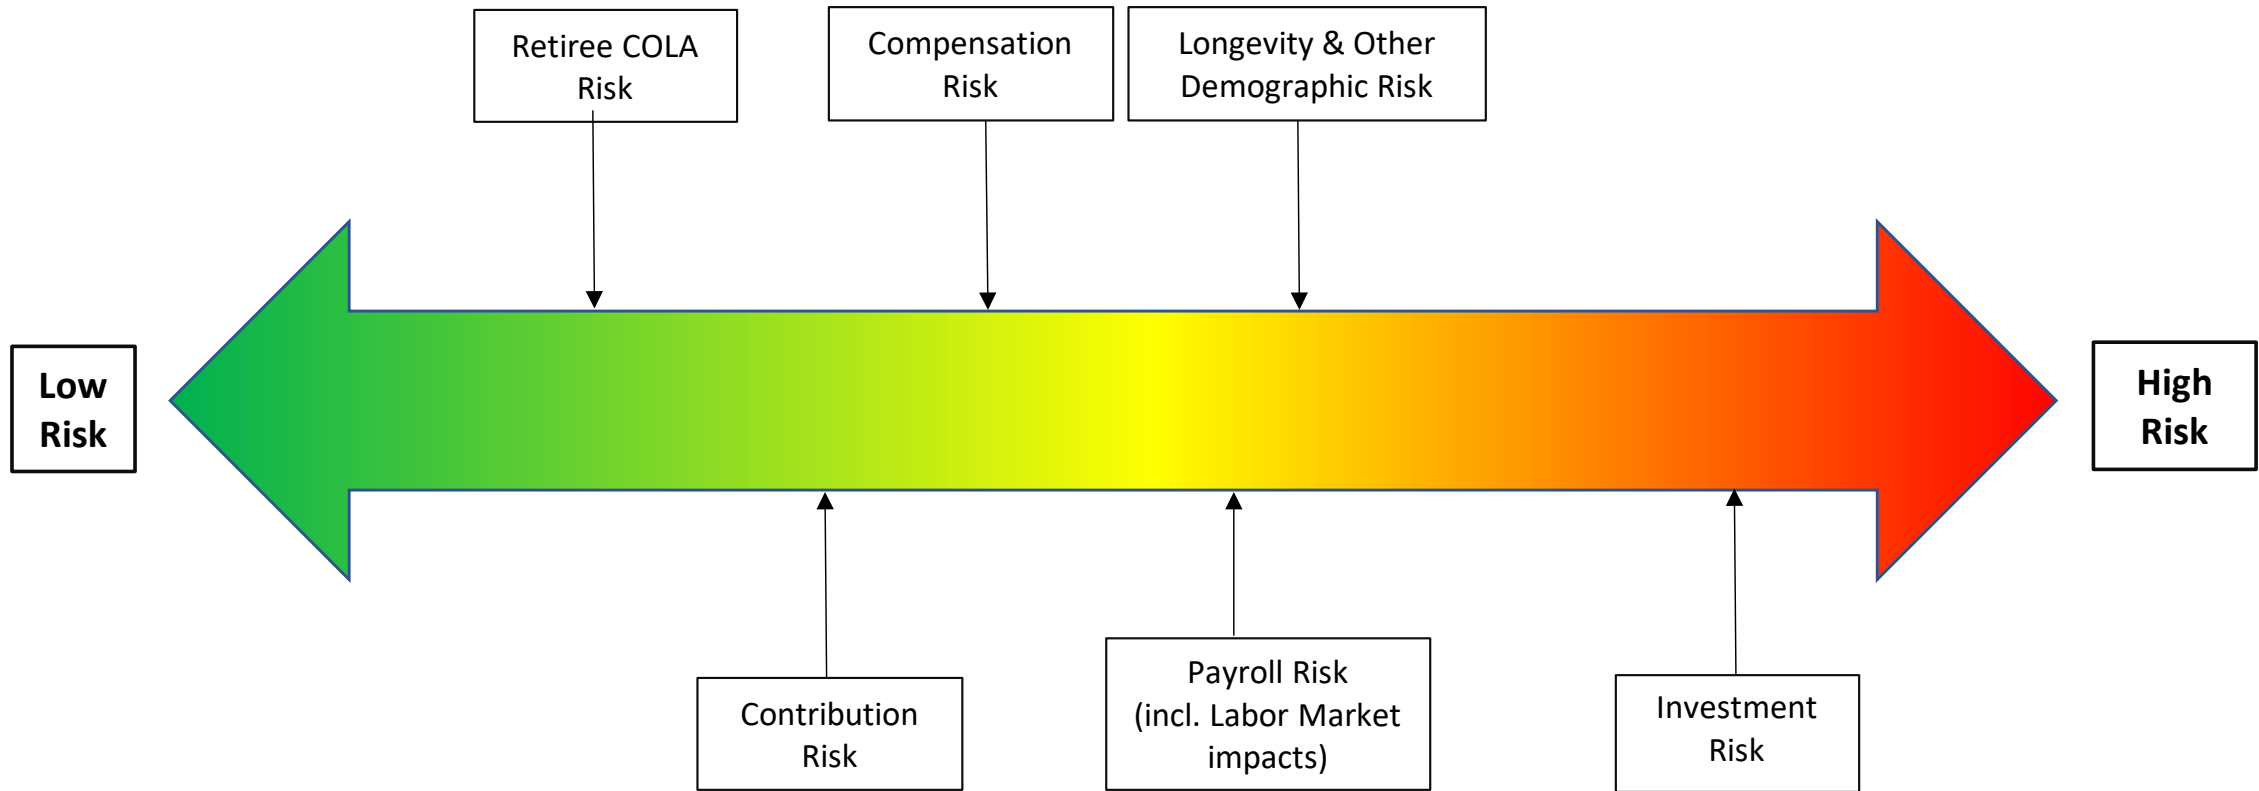 Retiree COLA
Risk
Compensation
Risk
Longevity & Other
Demographic Risk
Low
Risk
High
Risk
Contribution
Risk
Payroll Risk
(incl. Labor Market
impacts)
Investment
Risk